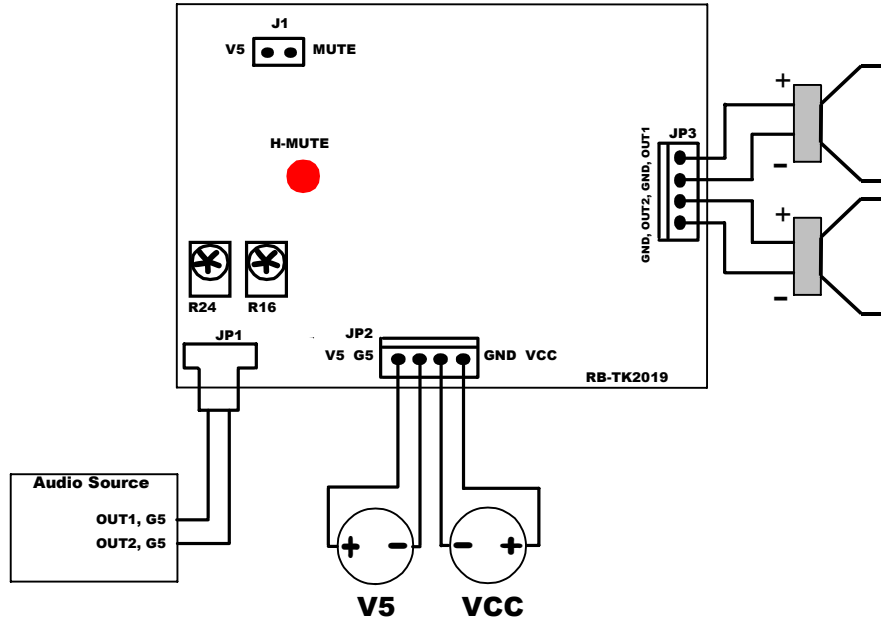 J1
V5 MUTE
H-MUTE
GND, OUT2, GND, OUT1
JP3
+
-
+
-
R24 R16
JP1
JP2
V5 G5 GND VCC
RB-TK2019
Audio Source
OUT1, G5
OUT2, G5
+ - - +
V5 VCC